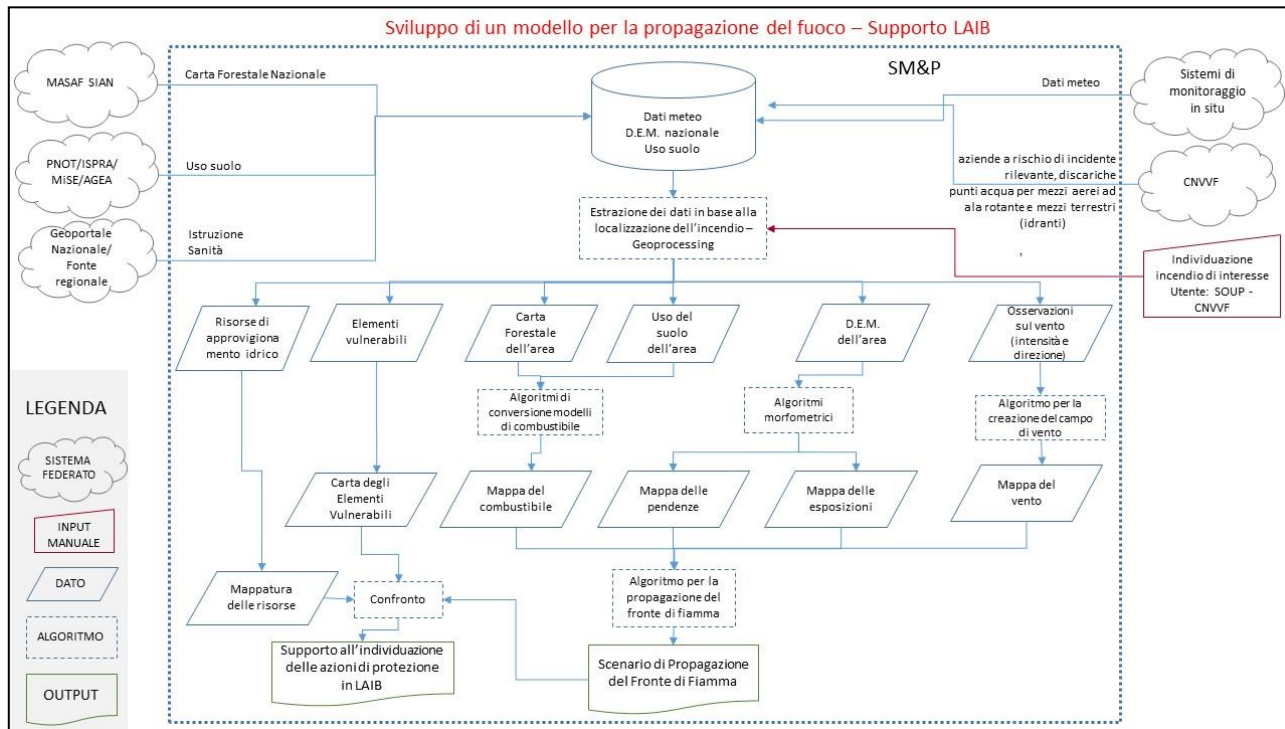 Sviluppo di un modello per la propagazione del fuoco – Supporto LAIB
SM&P
MASAF SIAN
Carta Forestale Nazionale
PNOT/ISPRA/
MiSE/AGEA
Uso suolo
Geoportale
Nazionale/
Fonte
regionale
Istruzione
Sanità
Dati meteo
D.E.M. nazionale
Uso suolo
Dati meteo
Sistemi di
monitoraggio
in situ
aziende a rischio di incidente
rilevante, discariche
punti acqua per mezzi aerei ad
ala rotante e mezzi terrestri
(idranti)
,
CNVVF
Individuazione
incendio di interesse
Utente: SOUP -
CNVVF
Estrazione dei dati in base alla
localizzazione dell'incendio –
Geoprocessing
Risorse di
approvigiona
mento idrico
Elementi
vulnerabili
Carta
Forestale
dell'area
Uso del
suolo
dell'area
D.E.M.
dell'area
Osservazioni
sul vento
(intensità e
direzione)
Algoritmi di
conversione modelli
di combustibile
Algoritmi
morfometrici
Algoritmo per la
creazione del campo
di vento
Carta degli
Elementi
Vulnerabili
Mappa del
combustibile
Mappa delle
pendenze
Mappa delle
esposizioni
Mappa del
vento
Mappatura
delle risorse
Confronto
Algoritmo per la
propagazione del
fronte di fiamma
Supporto all'individuazione
delle azioni di protezione
in LAIB
Scenario di Propagazione
del Fronte di Fiamma
LEGENDA
SISTEMA
FEDERATO
INPUT
MANUALE
DATO
ALGORITMO
OUTPUT